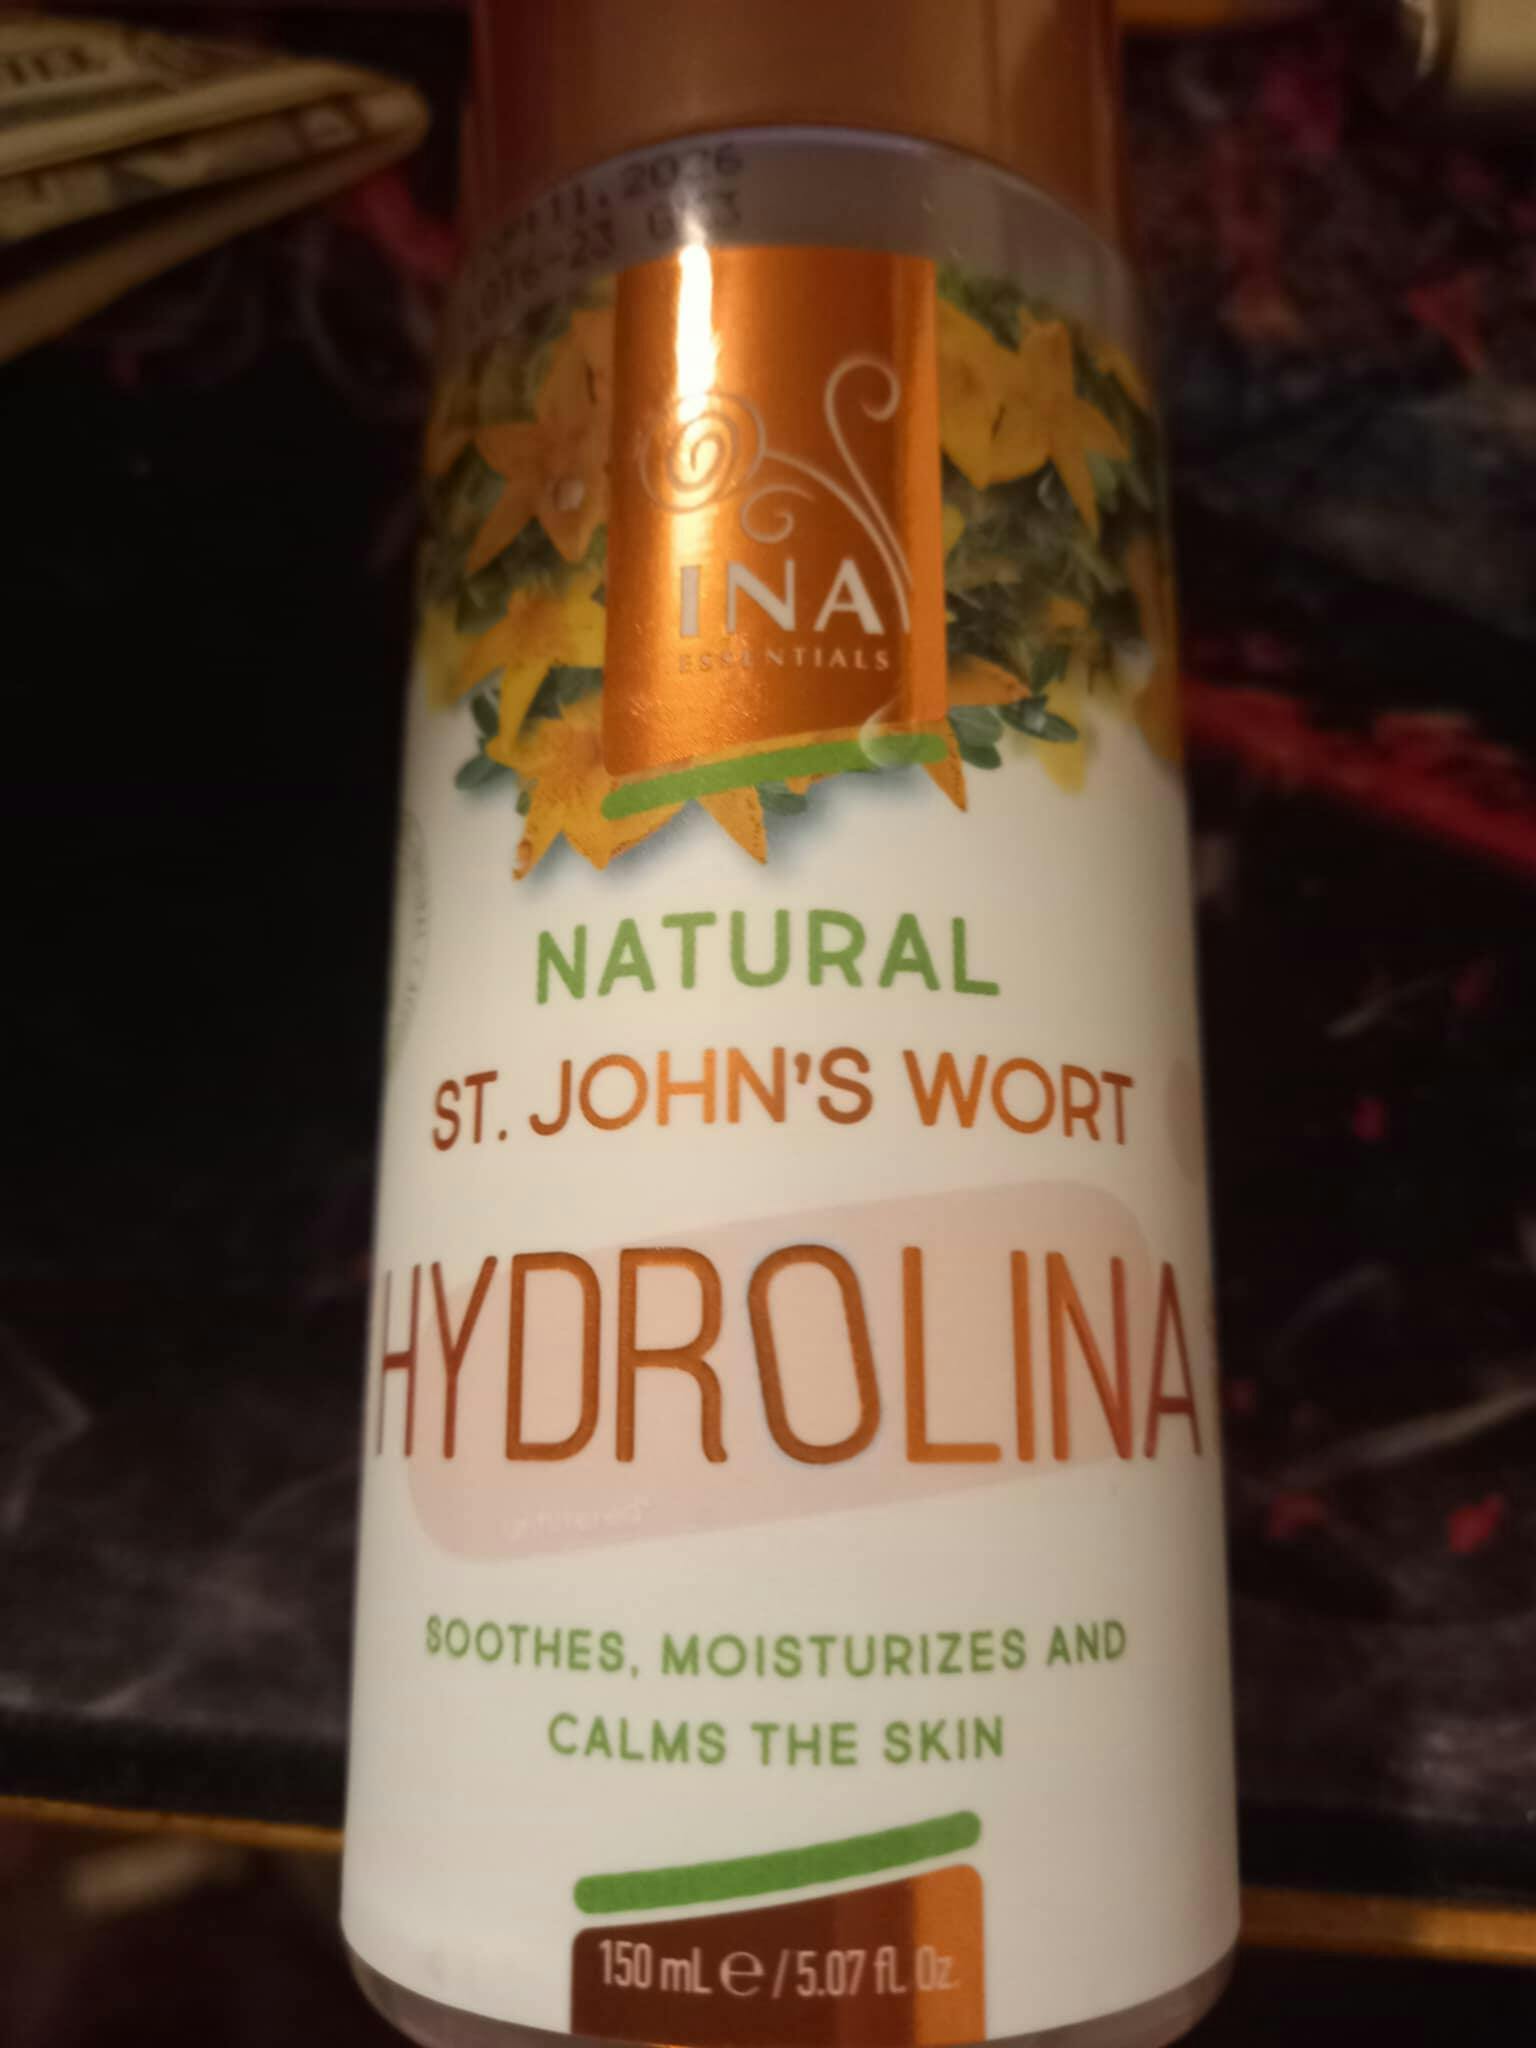 INA
ESSENTIALS
NATURAL
ST. JOHN'S WORT
HYDROLINA
unfiltered
SOOTHES, MOISTURIZES AND
CALMS THE SKIN
150 mL ℮ / 5.07 fl. Oz.